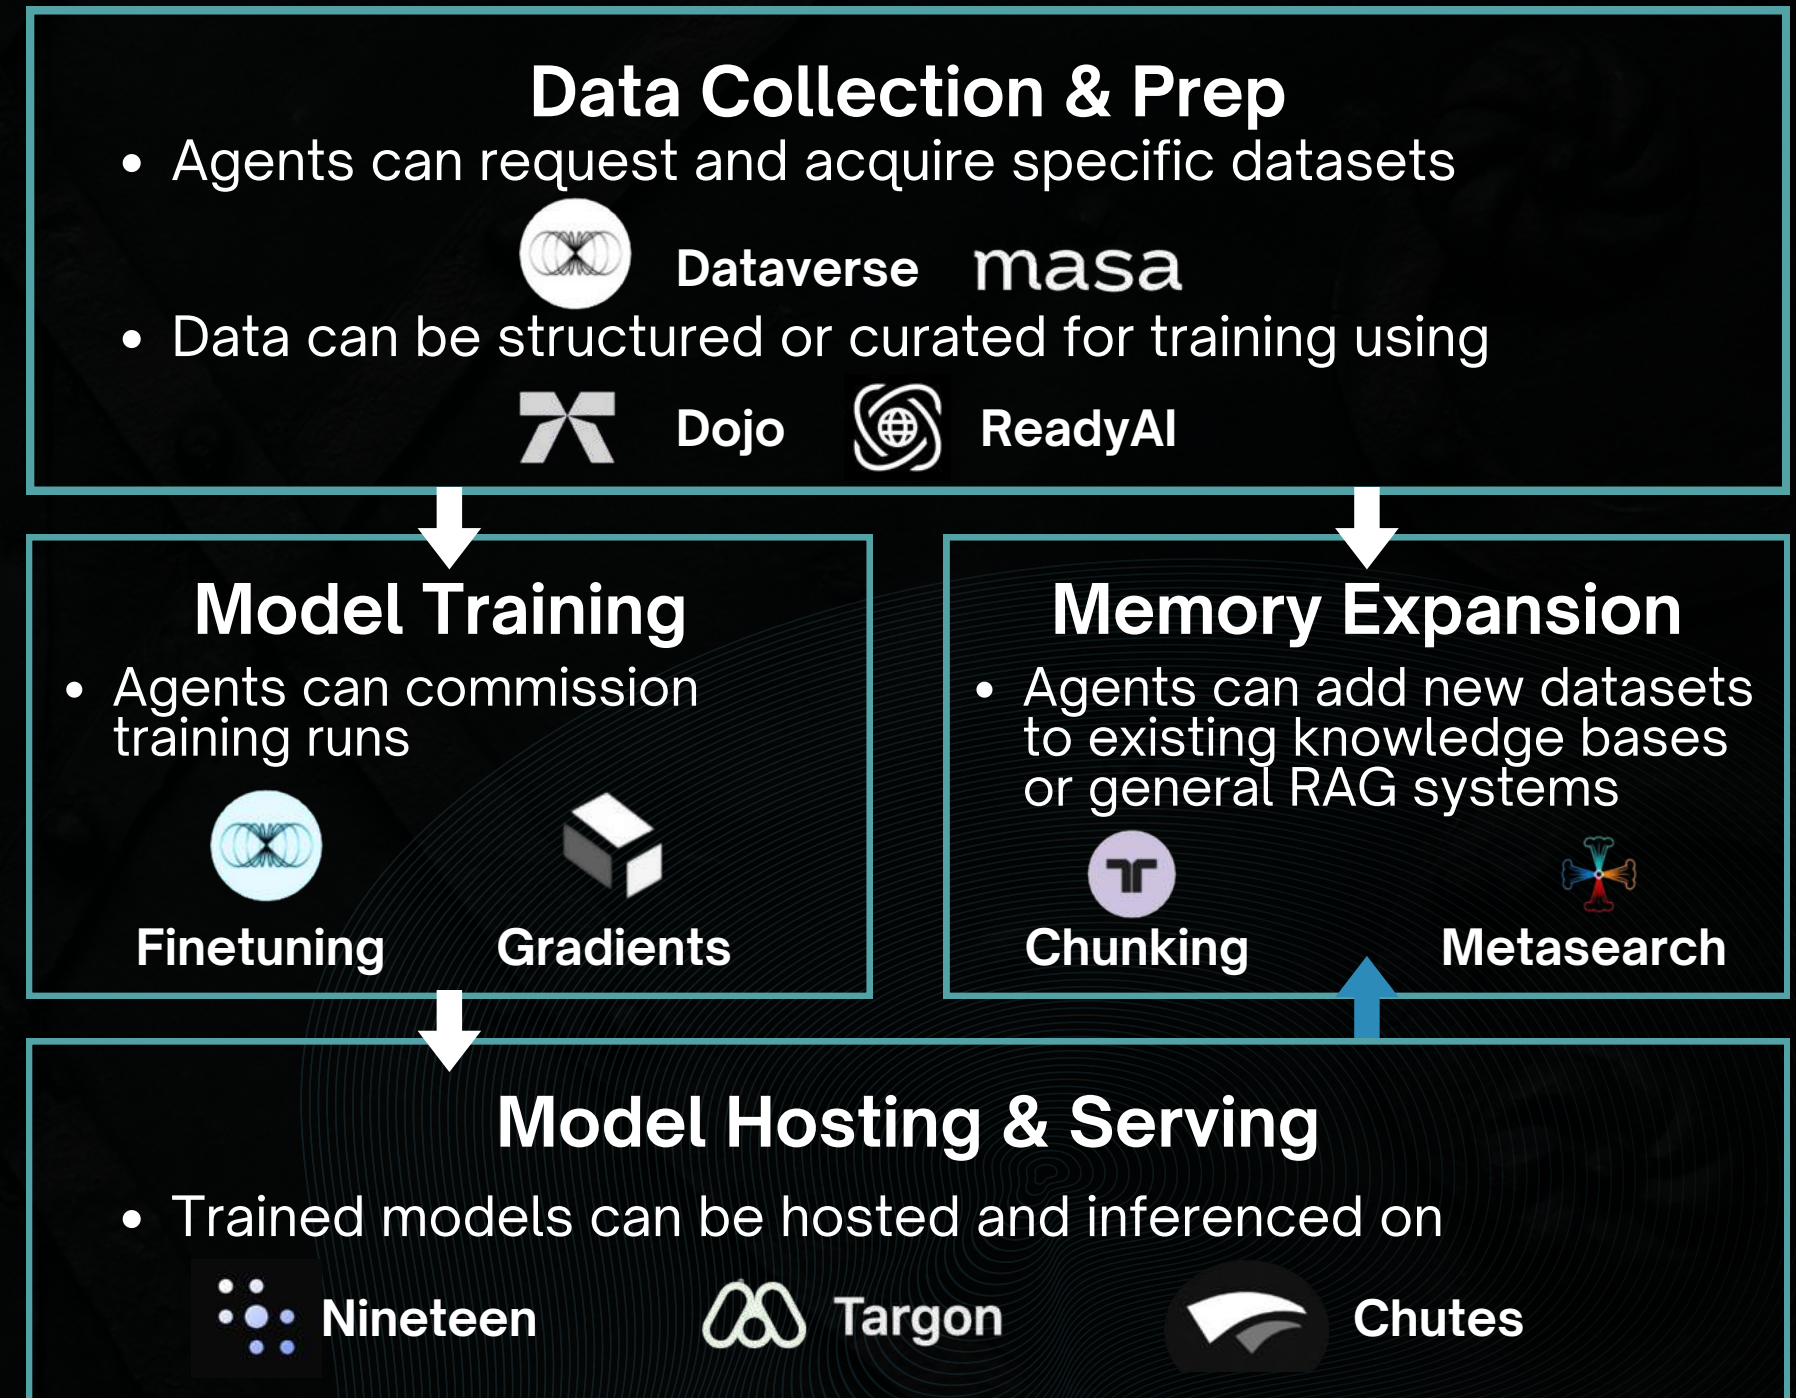 Data Collection & Prep
• Agents can request and acquire specific datasets
Dataverse masa
• Data can be structured or curated for training using
Dojo ReadyAI
Model Training
• Agents can commission
training runs
Finetuning Gradients
Memory Expansion
• Agents can add new datasets
to existing knowledge bases
or general RAG systems
Chunking Metasearch
Model Hosting & Serving
• Trained models can be hosted and inferenced on
Nineteen Targon Chutes